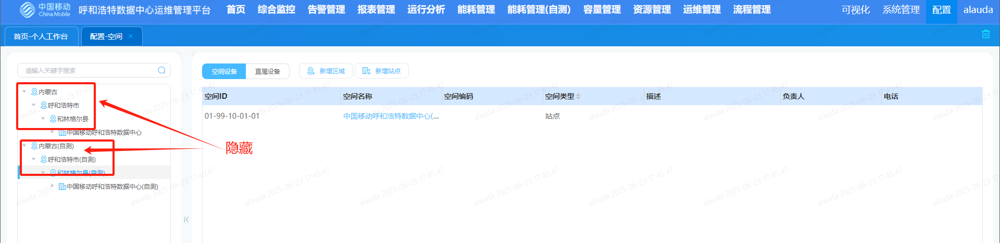 中国移动
China Mobile
呼和浩特数据中心运维管理平台 首页 综合监控 告警管理 报表管理 运行分析 能耗管理 能耗管理(自测) 容量管理 资源管理 运维管理 流程管理 可视化 系统管理 配置 alauda
首页-个人工作台 配置-空间 ×
请输入关键字搜索
空间设备 直属设备 新增区域 新增站点
内蒙古
呼和浩特市
和林格尔县
中国移动呼和浩特数据中心
内蒙古(自测)
呼和浩特市(自测)
和林格尔县(自测)
中国移动呼和浩特数据中心(自测)
隐藏
空间ID 空间名称 空间编码 空间类型 描述 负责人 电话
01-99-10-01-01 中国移动呼和浩特数据中心(... 站点
alauda 2025-06-23 17:45:47